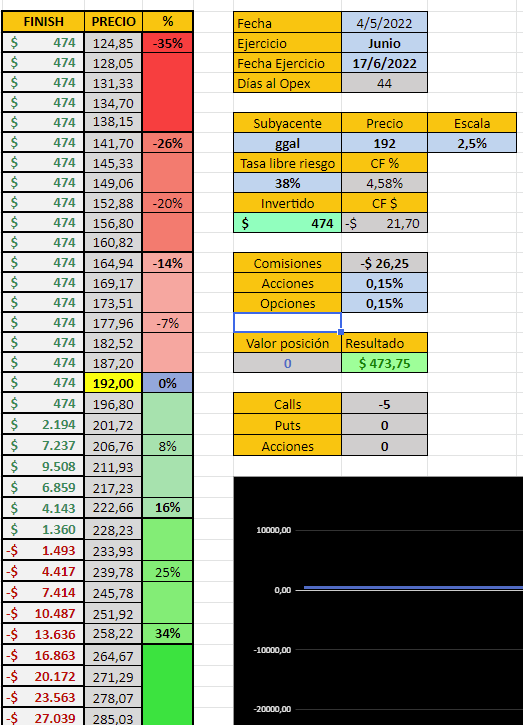 FINISH PRECIO %
$ 474 124,85 -35%
$ 474 128,05
$ 474 131,33
$ 474 134,70
$ 474 138,15
$ 474 141,70 -26%
$ 474 145,33
$ 474 149,06
$ 474 152,88 -20%
$ 474 156,80
$ 474 160,82
$ 474 164,94 -14%
$ 474 169,17
$ 474 173,51
$ 474 177,96 -7%
$ 474 182,52
$ 474 187,20
$ 474 192,00 0%
$ 474 196,80
$ 2.194 201,72
$ 7.237 206,76 8%
$ 9.508 211,93
$ 6.859 217,23
$ 4.143 222,66 16%
$ 1.360 228,23
-$ 1.493 233,93
-$ 4.417 239,78 25%
-$ 7.414 245,78
-$ 10.487 251,92
-$ 13.636 258,22 34%
-$ 16.863 264,67
-$ 20.172 271,29
-$ 23.563 278,07
-$ 27.039 285,03
Fecha 4/5/2022
Ejercicio Junio
Fecha Ejercicio 17/6/2022
Días al Opex 44
Subyacente Precio Escala
ggal 192 2,5%
Tasa libre riesgo CF %
38% 4,58%
Invertido CF $
$ 474 -$ 21,70
Comisiones -$ 26,25
Acciones 0,15%
Opciones 0,15%
Valor posición Resultado
0 $ 473,75
Calls -5
Puts 0
Acciones 0
10000,00
0,00
-10000,00
-20000,00